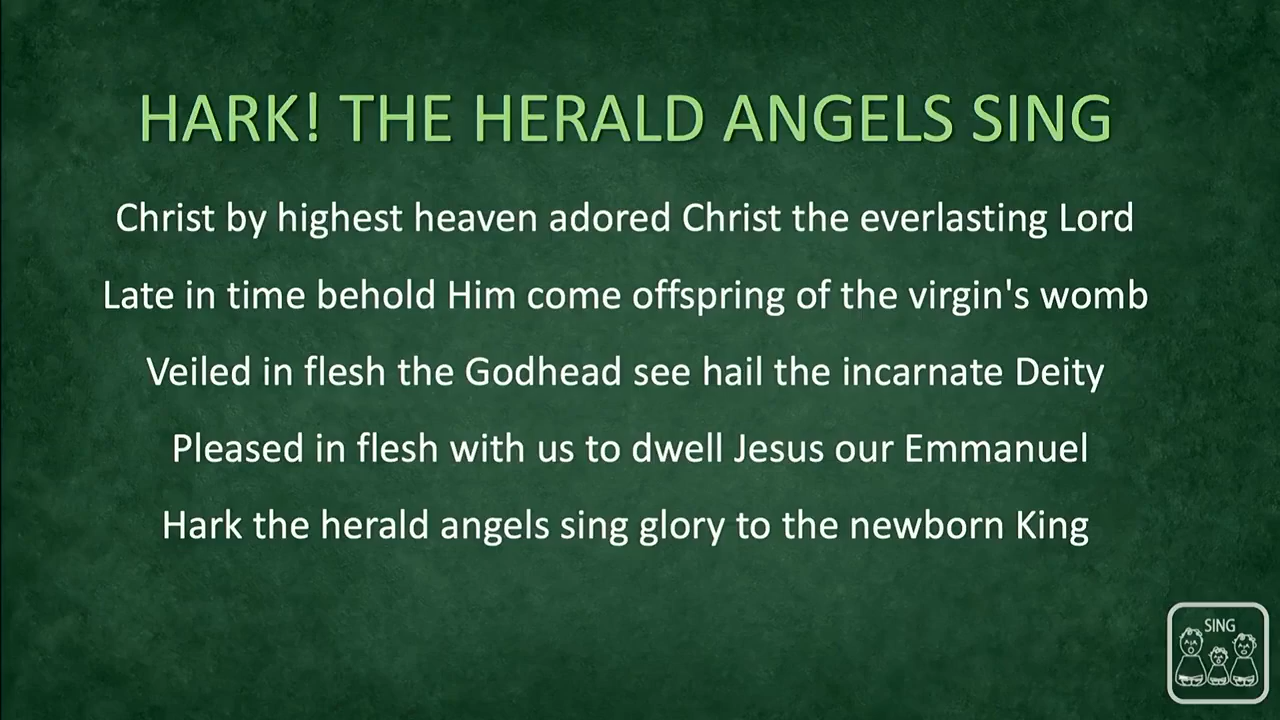 HARK! THE HERALD ANGELS SING
Christ by highest heaven adored Christ the everlasting Lord
Late in time behold Him come offspring of the virgin's womb
Veiled in flesh the Godhead see hail the incarnate Deity
Pleased in flesh with us to dwell Jesus our Emmanuel
Hark the herald angels sing glory to the newborn King
SING